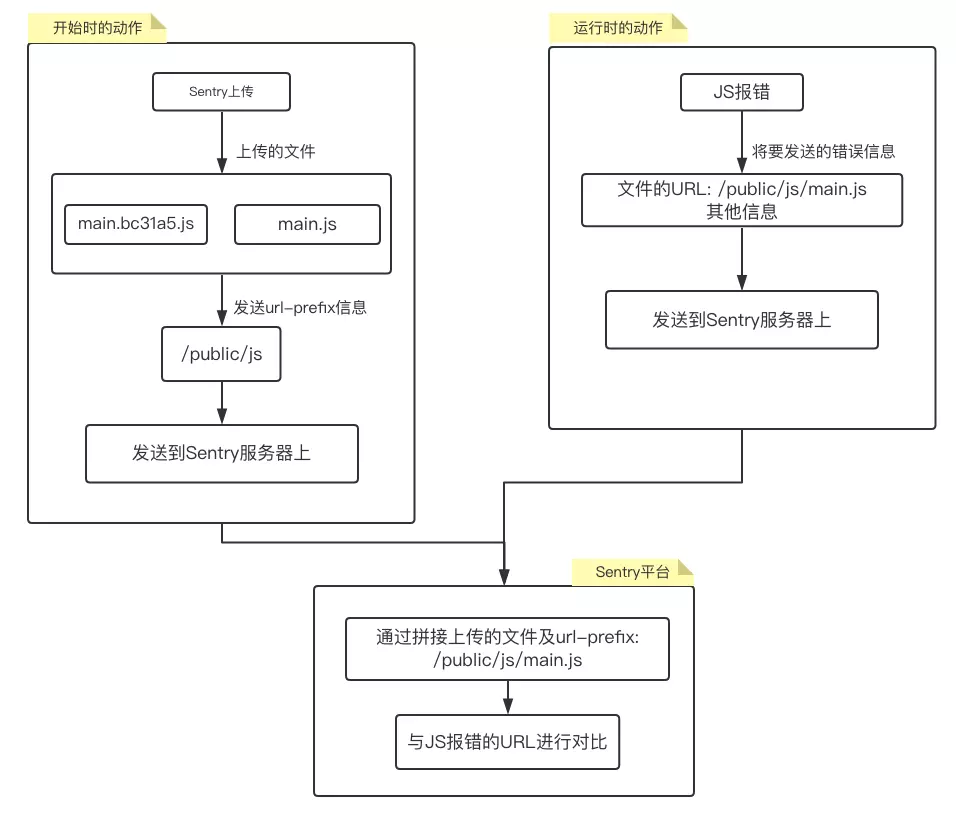 开始时的动作
Sentry上传
上传的文件
main.bc31a5.js
main.js
发送url-prefix信息
/public/js
发送到Sentry服务器上
运行时的动作
JS报错
将要发送的错误信息
文件的URL: /public/js/main.js
其他信息
发送到Sentry服务器上
Sentry平台
通过拼接上传的文件及url-prefix:
/public/js/main.js
与JS报错的URL进行对比